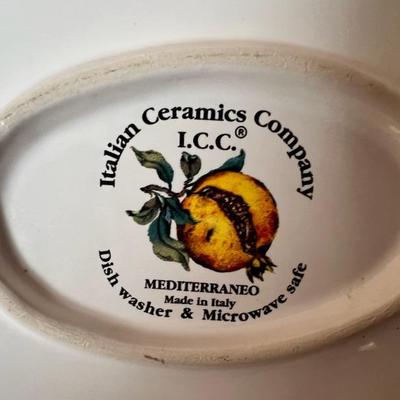 Italian Ceramics Company
I.C.C.®
MEDITERRANEO
Made in Italy
Dish washer & Microwave safe